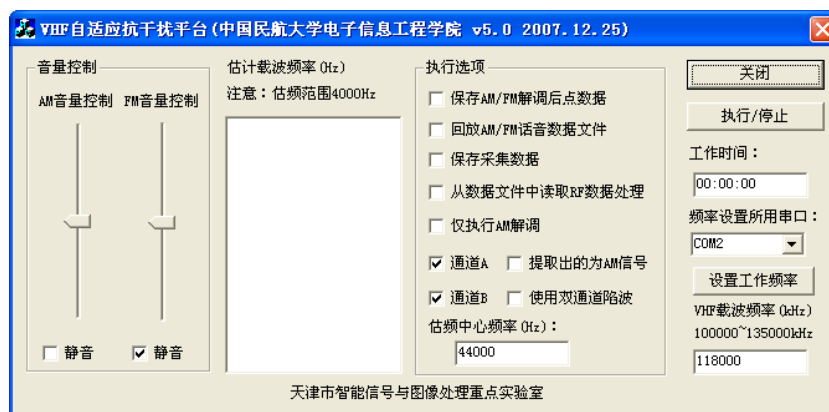 VHF自适应抗干扰平台(中国民航大学电子信息工程学院 v5.0 2007.12.25)
音量控制
AM音量控制 FM音量控制
静音
静音
估计载波频率(Hz)
注意：估频范围4000Hz
执行选项
保存AM/FM解调后点数据
回放AM/FM话音数据文件
保存采集数据
从数据文件中读取RF数据处理
仅执行AM解调
通道A 提取出的为AM信号
通道B 使用双通道陷波
估频中心频率(Hz)：
44000
关闭
执行/停止
工作时间：
00:00:00
频率设置所用串口：
COM2
设置工作频率
VHF载波频率(kHz)
100000~135000kHz
118000
天津市智能信号与图像处理重点实验室